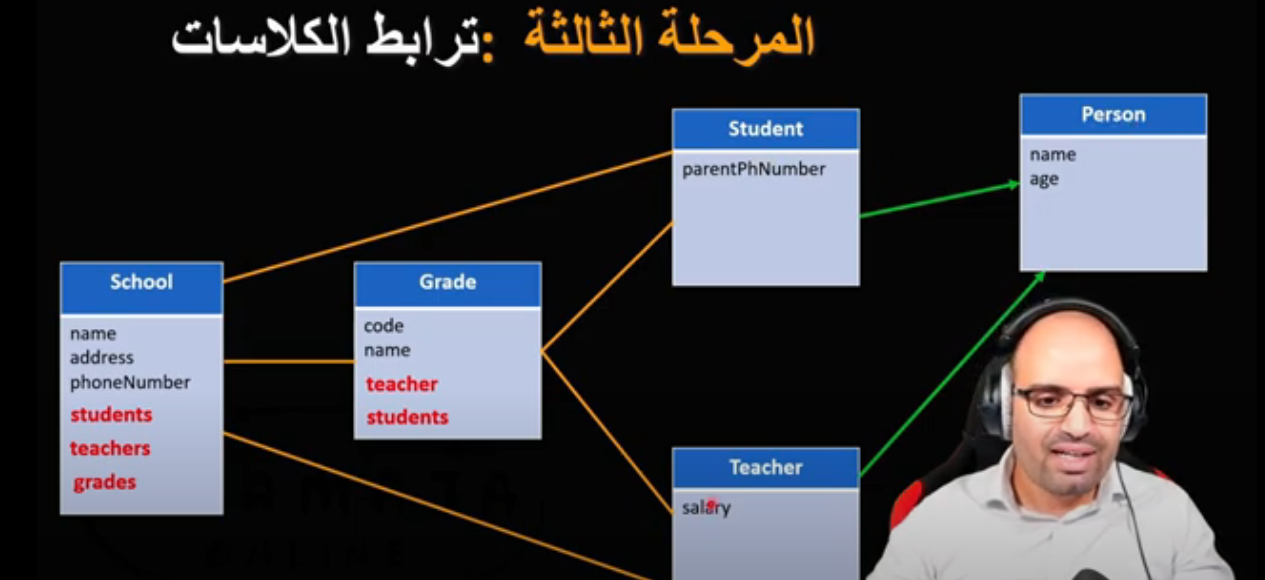 المرحلة الثالثة :ترابط الكلاسات
School
name
address
phoneNumber
students
teachers
grades
Grade
code
name
teacher
students
Student
parentPhNumber
Teacher
salary
Person
name
age
ONLINE